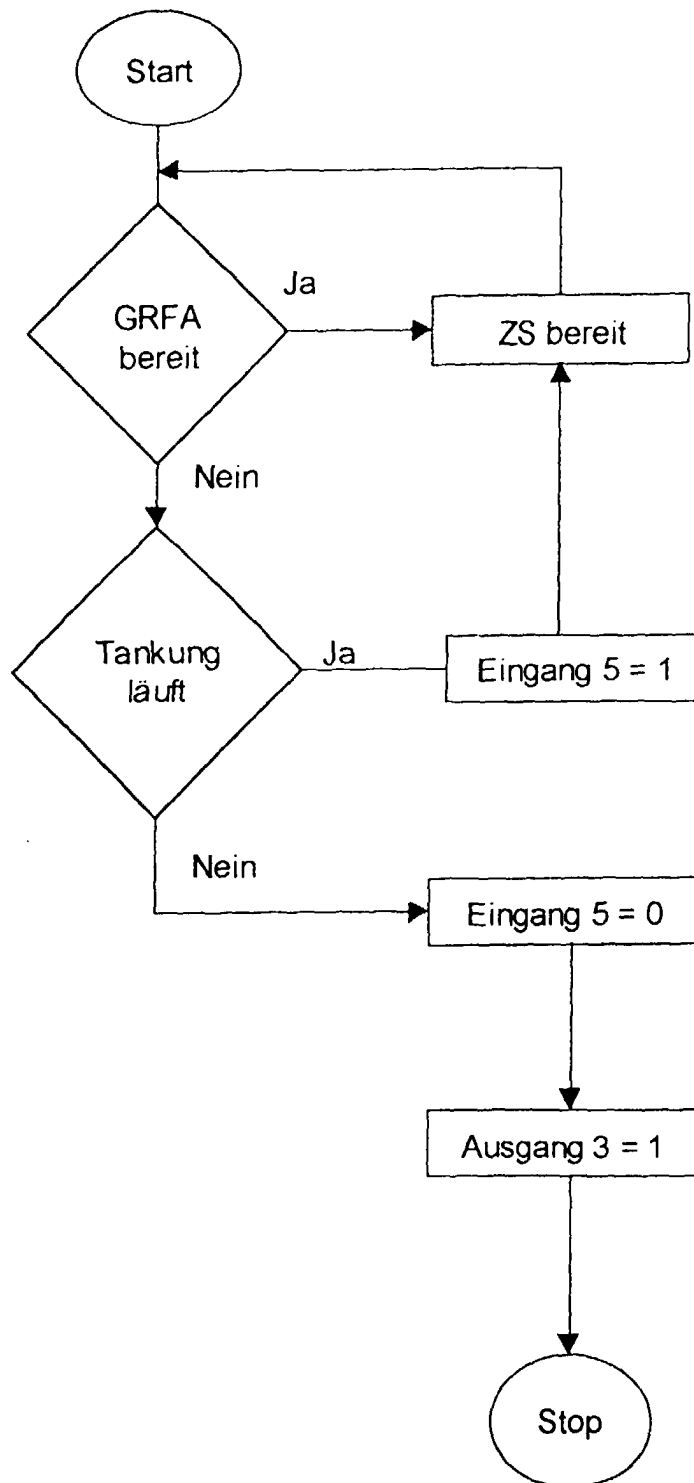 Start
Ja
GRFA
bereit
ZS bereit
Nein
Tankung
läuft
Ja
Eingang 5 = 1
Nein
Eingang 5 = 0
Ausgang 3 = 1
Stop